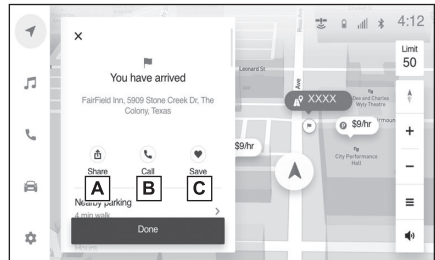 4:12
×
You have arrived
FairField Inn, 5909 Stone Creek Dr, The
Colony, Texas
Share
Call
Save
A
B
C
Nearby parking
4 min walk
Done
Leonard St
Ave
XXXX
Dee and Charles
Wyly Theatre
$9/hr
$9/hr
City Performance
Hall
Limit
50
+
−